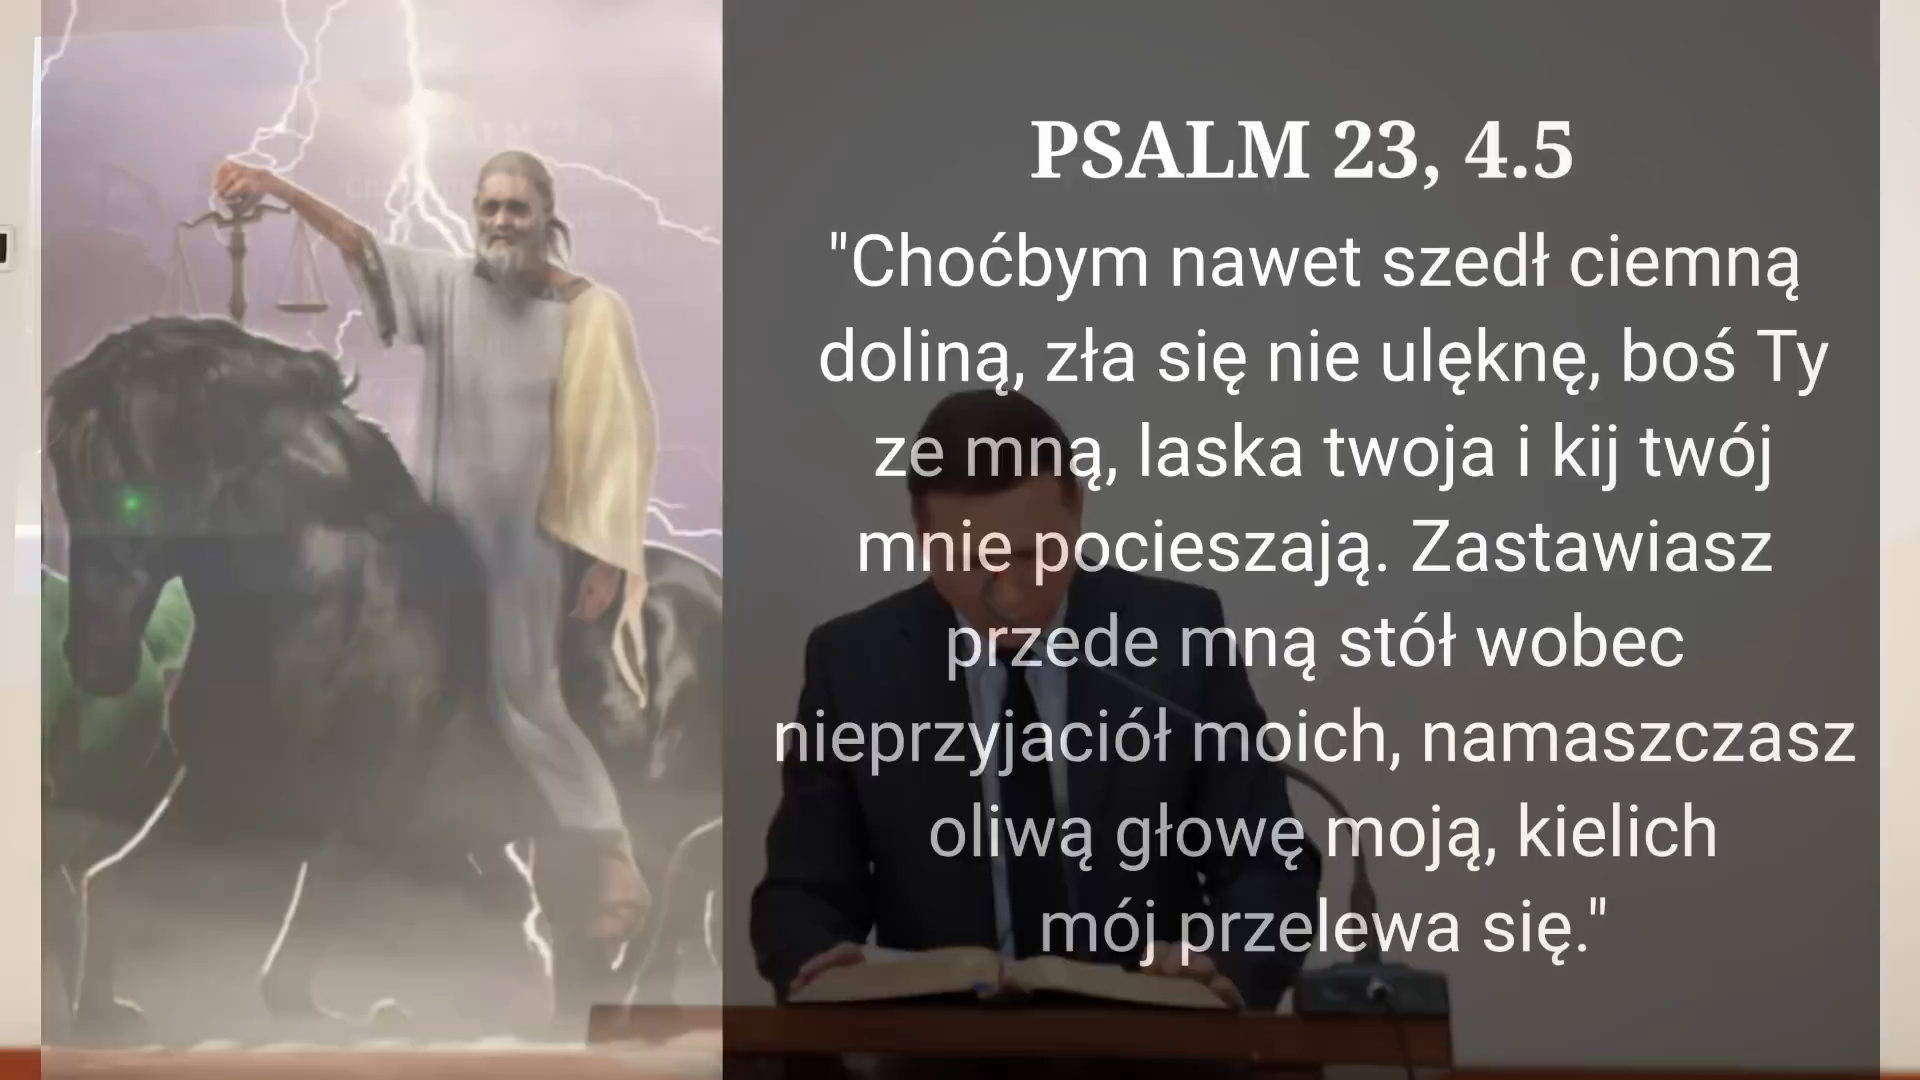 PSALM 23, 4.5
"Choćbym nawet szedł ciemną
doliną, zła się nie ulęknę, boś Ty
ze mną, laska twoja i kij twój
mnie pocieszają. Zastawiasz
przede mną stół wobec
nieprzyjaciół moich, namaszczasz
oliwą głowę moją, kielich
mój przelewa się."